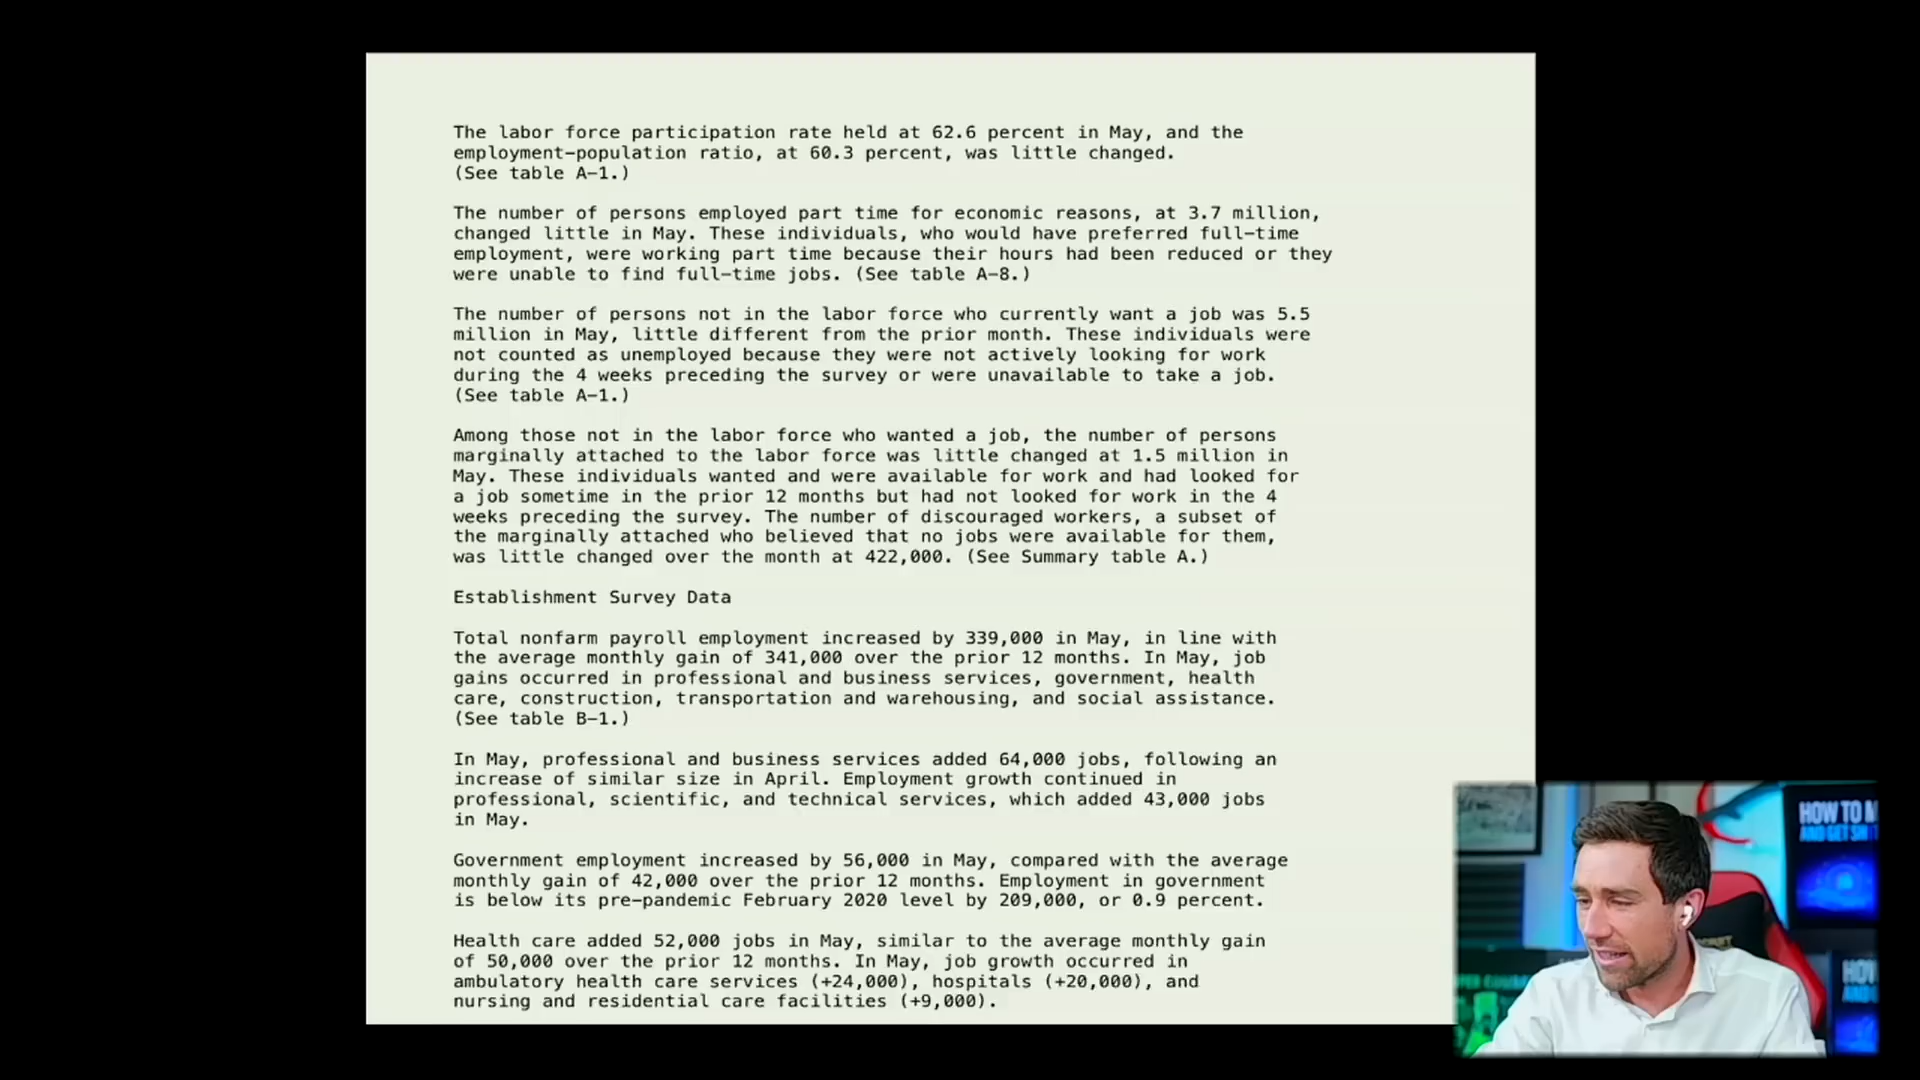 The labor force participation rate held at 62.6 percent in May, and the
employment-population ratio, at 60.3 percent, was little changed.
(See table A-1.)
The number of persons employed part time for economic reasons, at 3.7 million,
changed little in May. These individuals, who would have preferred full-time
employment, were working part time because their hours had been reduced or they
were unable to find full-time jobs. (See table A-8.)
The number of persons not in the labor force who currently want a job was 5.5
million in May, little different from the prior month. These individuals were
not counted as unemployed because they were not actively looking for work
during the 4 weeks preceding the survey or were unavailable to take a job.
(See table A-1.)
Among those not in the labor force who wanted a job, the number of persons
marginally attached to the labor force was little changed at 1.5 million in
May. These individuals wanted and were available for work and had looked for
a job sometime in the prior 12 months but had not looked for work in the 4
weeks preceding the survey. The number of discouraged workers, a subset of
the marginally attached who believed that no jobs were available for them,
was little changed over the month at 422,000. (See Summary table A.)
Establishment Survey Data
Total nonfarm payroll employment increased by 339,000 in May, in line with
the average monthly gain of 341,000 over the prior 12 months. In May, job
gains occurred in professional and business services, government, health
care, construction, transportation and warehousing, and social assistance.
(See table B-1.)
In May, professional and business services added 64,000 jobs, following an
increase of similar size in April. Employment growth continued in
professional, scientific, and technical services, which added 43,000 jobs
in May.
Government employment increased by 56,000 in May, compared with the average
monthly gain of 42,000 over the prior 12 months. Employment in government
is below its pre-pandemic February 2020 level by 209,000, or 0.9 percent.
Health care added 52,000 jobs in May, similar to the average monthly gain
of 50,000 over the prior 12 months. In May, job growth occurred in
ambulatory health care services (+24,000), hospitals (+20,000), and
nursing and residential care facilities (+9,000).
HOW TO
AND GET